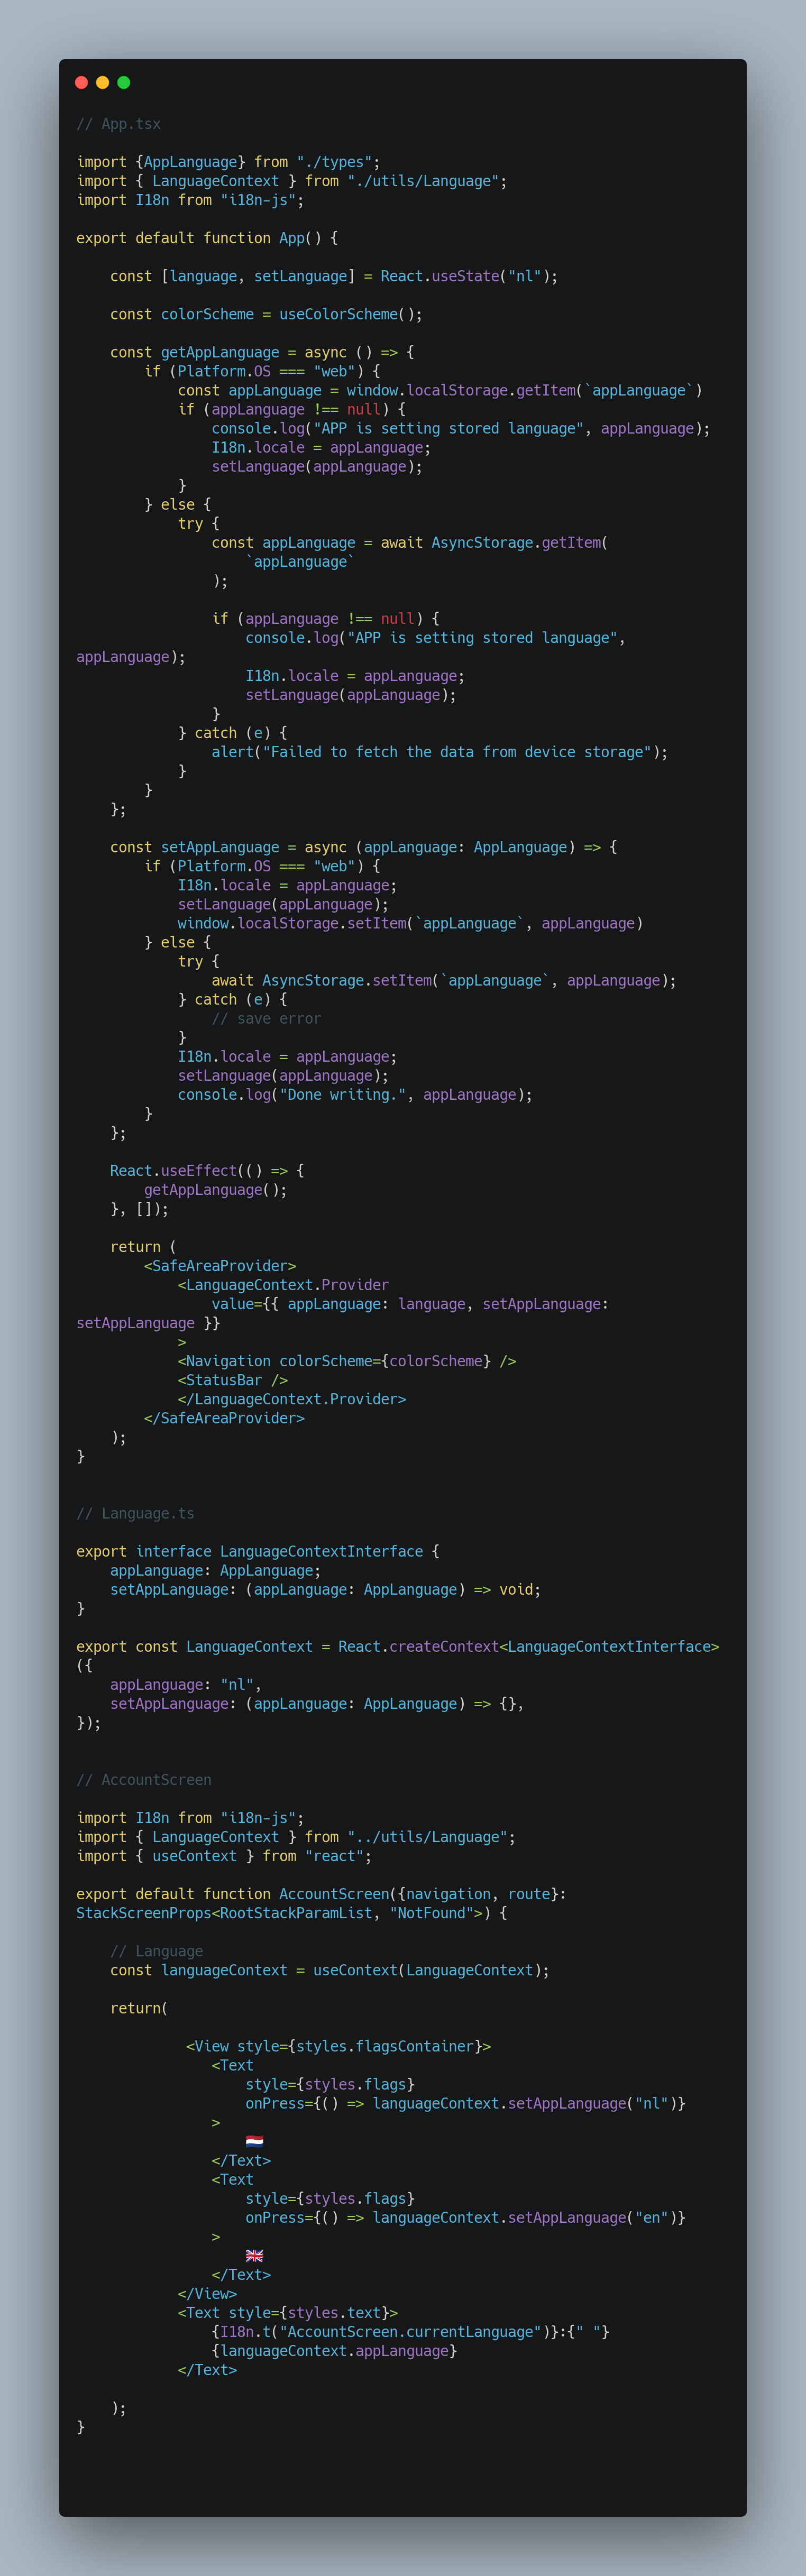 // App.tsx

import {AppLanguage} from "./types";
import { LanguageContext } from "./utils/Language";
import I18n from "i18n-js";

export default function App() {

    const [language, setLanguage] = React.useState("nl");

    const colorScheme = useColorScheme();

    const getAppLanguage = async () => {
        if (Platform.OS === "web") {
            const appLanguage = window.localStorage.getItem(`appLanguage`)
            if (appLanguage !== null) {
                console.log("APP is setting stored language", appLanguage);
                I18n.locale = appLanguage;
                setLanguage(appLanguage);
            }
        } else {
            try {
                const appLanguage = await AsyncStorage.getItem(
                    `appLanguage`
                );

                if (appLanguage !== null) {
                    console.log("APP is setting stored language",
appLanguage);
                    I18n.locale = appLanguage;
                    setLanguage(appLanguage);
                }
            } catch (e) {
                alert("Failed to fetch the data from device storage");
            }
        }
    };

    const setAppLanguage = async (appLanguage: AppLanguage) => {
        if (Platform.OS === "web") {
            I18n.locale = appLanguage;
            setLanguage(appLanguage);
            window.localStorage.setItem(`appLanguage`, appLanguage)
        } else {
            try {
                await AsyncStorage.setItem(`appLanguage`, appLanguage);
            } catch (e) {
                // save error
            }
            I18n.locale = appLanguage;
            setLanguage(appLanguage);
            console.log("Done writing.", appLanguage);
        }
    };

    React.useEffect(() => {
        getAppLanguage();
    }, []);

    return (
        <SafeAreaProvider>
            <LanguageContext.Provider
                value={{ appLanguage: language, setAppLanguage:
setAppLanguage }}
            >
            <Navigation colorScheme={colorScheme} />
            <StatusBar />
            </LanguageContext.Provider>
        </SafeAreaProvider>
    );
}


// Language.ts

export interface LanguageContextInterface {
    appLanguage: AppLanguage;
    setAppLanguage: (appLanguage: AppLanguage) => void;
}

export const LanguageContext = React.createContext<LanguageContextInterface>
({
    appLanguage: "nl",
    setAppLanguage: (appLanguage: AppLanguage) => {},
});


// AccountScreen

import I18n from "i18n-js";
import { LanguageContext } from "../utils/Language";
import { useContext } from "react";

export default function AccountScreen({navigation, route}:
StackScreenProps<RootStackParamList, "NotFound">) {

    // Language
    const languageContext = useContext(LanguageContext);

    return(

             <View style={styles.flagsContainer}>
                <Text
                    style={styles.flags}
                    onPress={() => languageContext.setAppLanguage("nl")}
                >
                    🇳🇱
                </Text>
                <Text
                    style={styles.flags}
                    onPress={() => languageContext.setAppLanguage("en")}
                >
                    🇬🇧
                </Text>
            </View>
            <Text style={styles.text}>
                {I18n.t("AccountScreen.currentLanguage")}:{" "}
                {languageContext.appLanguage}
            </Text>

    );
}